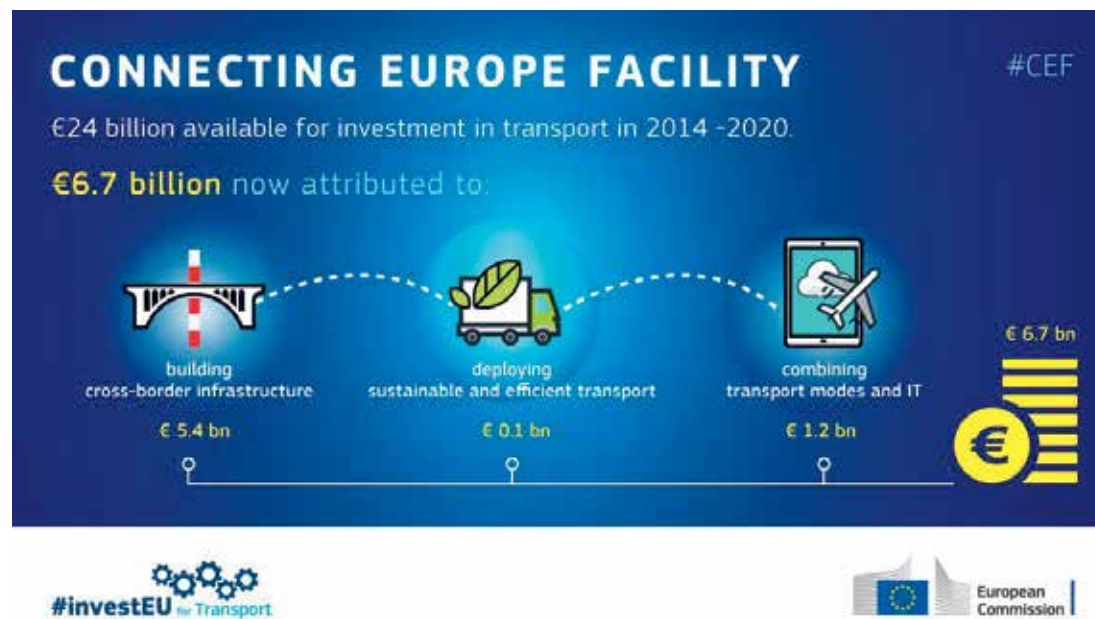 CONNECTING EUROPE FACILITY
#CEF
€24 billion available for investment in transport in 2014 -2020.
€6.7 billion now attributed to:
building
cross-border infrastructure
€ 5.4 bn
deploying
sustainable and efficient transport
€ 0.1 bn
combining
transport modes and IT
€ 1.2 bn
€ 6.7 bn
€
#investEU for Transport
European
Commission